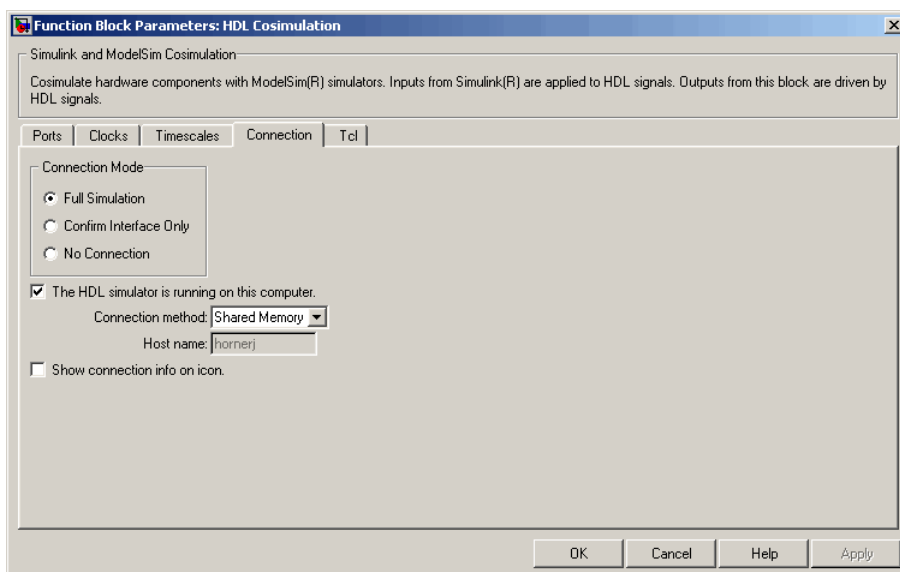 Function Block Parameters: HDL Cosimulation
Simulink and ModelSim Cosimulation
Cosimulate hardware components with ModelSim(R) simulators. Inputs from Simulink(R) are applied to HDL signals. Outputs from this block are driven by
HDL signals.
Ports Clocks Timescales Connection Tcl
Connection Mode
Full Simulation
Confirm Interface Only
No Connection
The HDL simulator is running on this computer.
Connection method: Shared Memory
Host name: hornerj
Show connection info on icon.
OK Cancel Help Apply